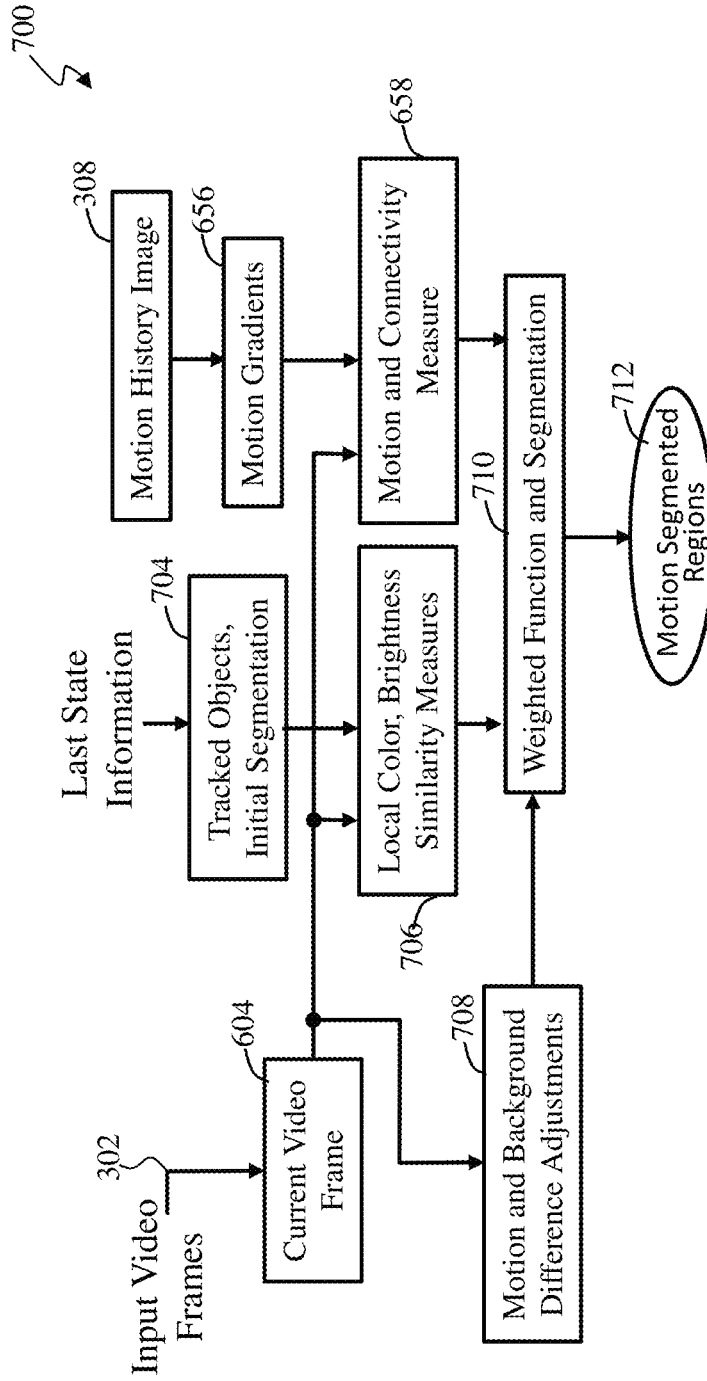 700
Input Video
Frames
302
Current Video
Frame
604
Last State
Information
Tracked Objects,
Initial Segmentation
704
Motion History Image
308
Motion Gradients
656
Motion and Background
Difference Adjustments
708
Local Color, Brightness
Similarity Measures
706
Motion and Connectivity
Measure
658
Weighted Function and Segmentation
710
Motion Segmented
Regions
712